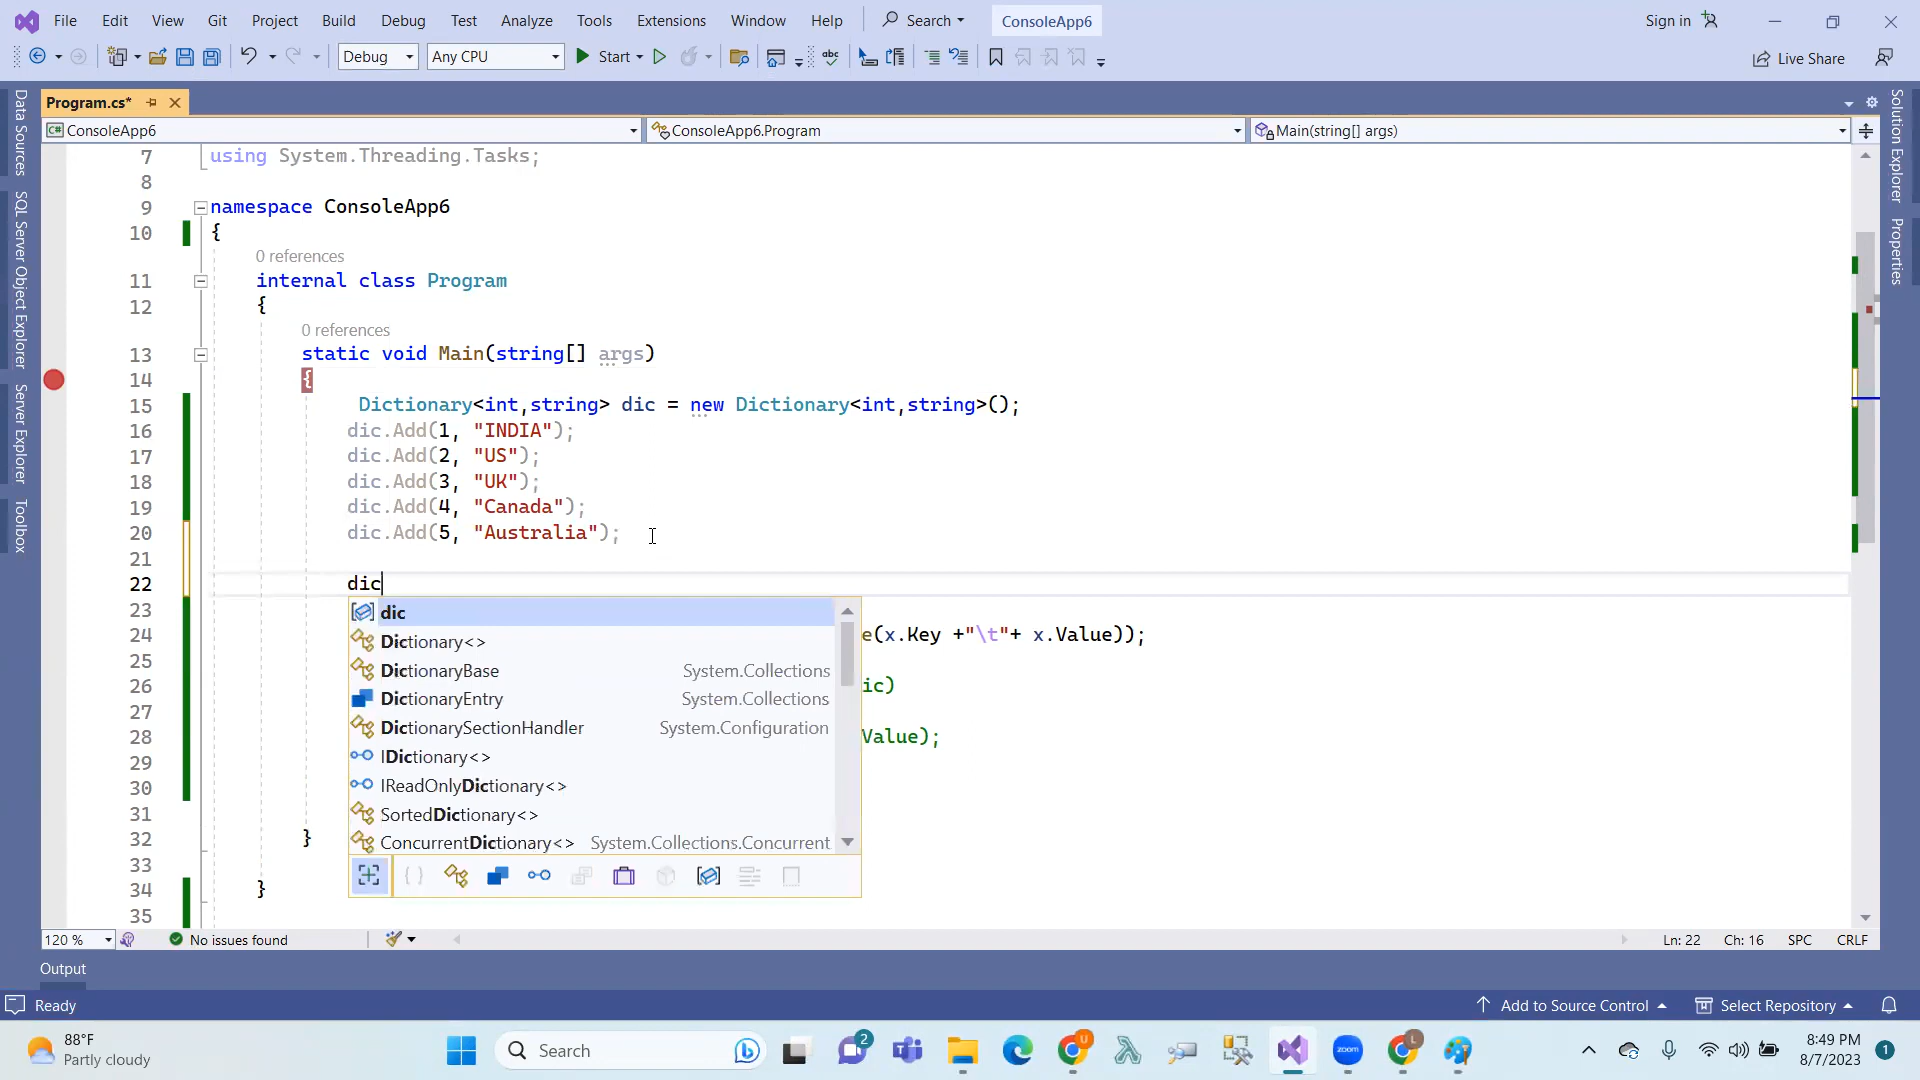 File Edit View Git Project Build Debug Test Analyze Tools Extensions Window Help Search ConsoleApp6 Sign in
Debug Any CPU Start Live Share
Program.cs*
ConsoleApp6 ConsoleApp6.Program Main(string[] args)
Data Sources
SQL Server Object Explorer
Server Explorer
Toolbox
Solution Explorer
Properties
7 using System.Threading.Tasks;
8
9 namespace ConsoleApp6
10 {
0 references
11 internal class Program
12 {
0 references
13 static void Main(string[] args)
14 {
15 Dictionary<int,string> dic = new Dictionary<int,string>();
16 dic.Add(1, "INDIA");
17 dic.Add(2, "US");
18 dic.Add(3, "UK");
19 dic.Add(4, "Canada");
20 dic.Add(5, "Australia");
21
22 dic
23 dic
24 Dictionary<> e(x.Key +"\t"+ x.Value));
25 DictionaryBase System.Collections
26 DictionaryEntry System.Collections ic)
27 DictionarySectionHandler System.Configuration
28 IDictionary<> Value);
29 IReadOnlyDictionary<>
30
31 SortedDictionary<>
32 ConcurrentDictionary<> System.Collections.Concurrent }
33
34 }
35
120 % No issues found Ln: 22 Ch: 16 SPC CRLF
Output
Ready Add to Source Control Select Repository
88°F
Partly cloudy
Search
2
U
zoom
L
8:49 PM
8/7/2023
1